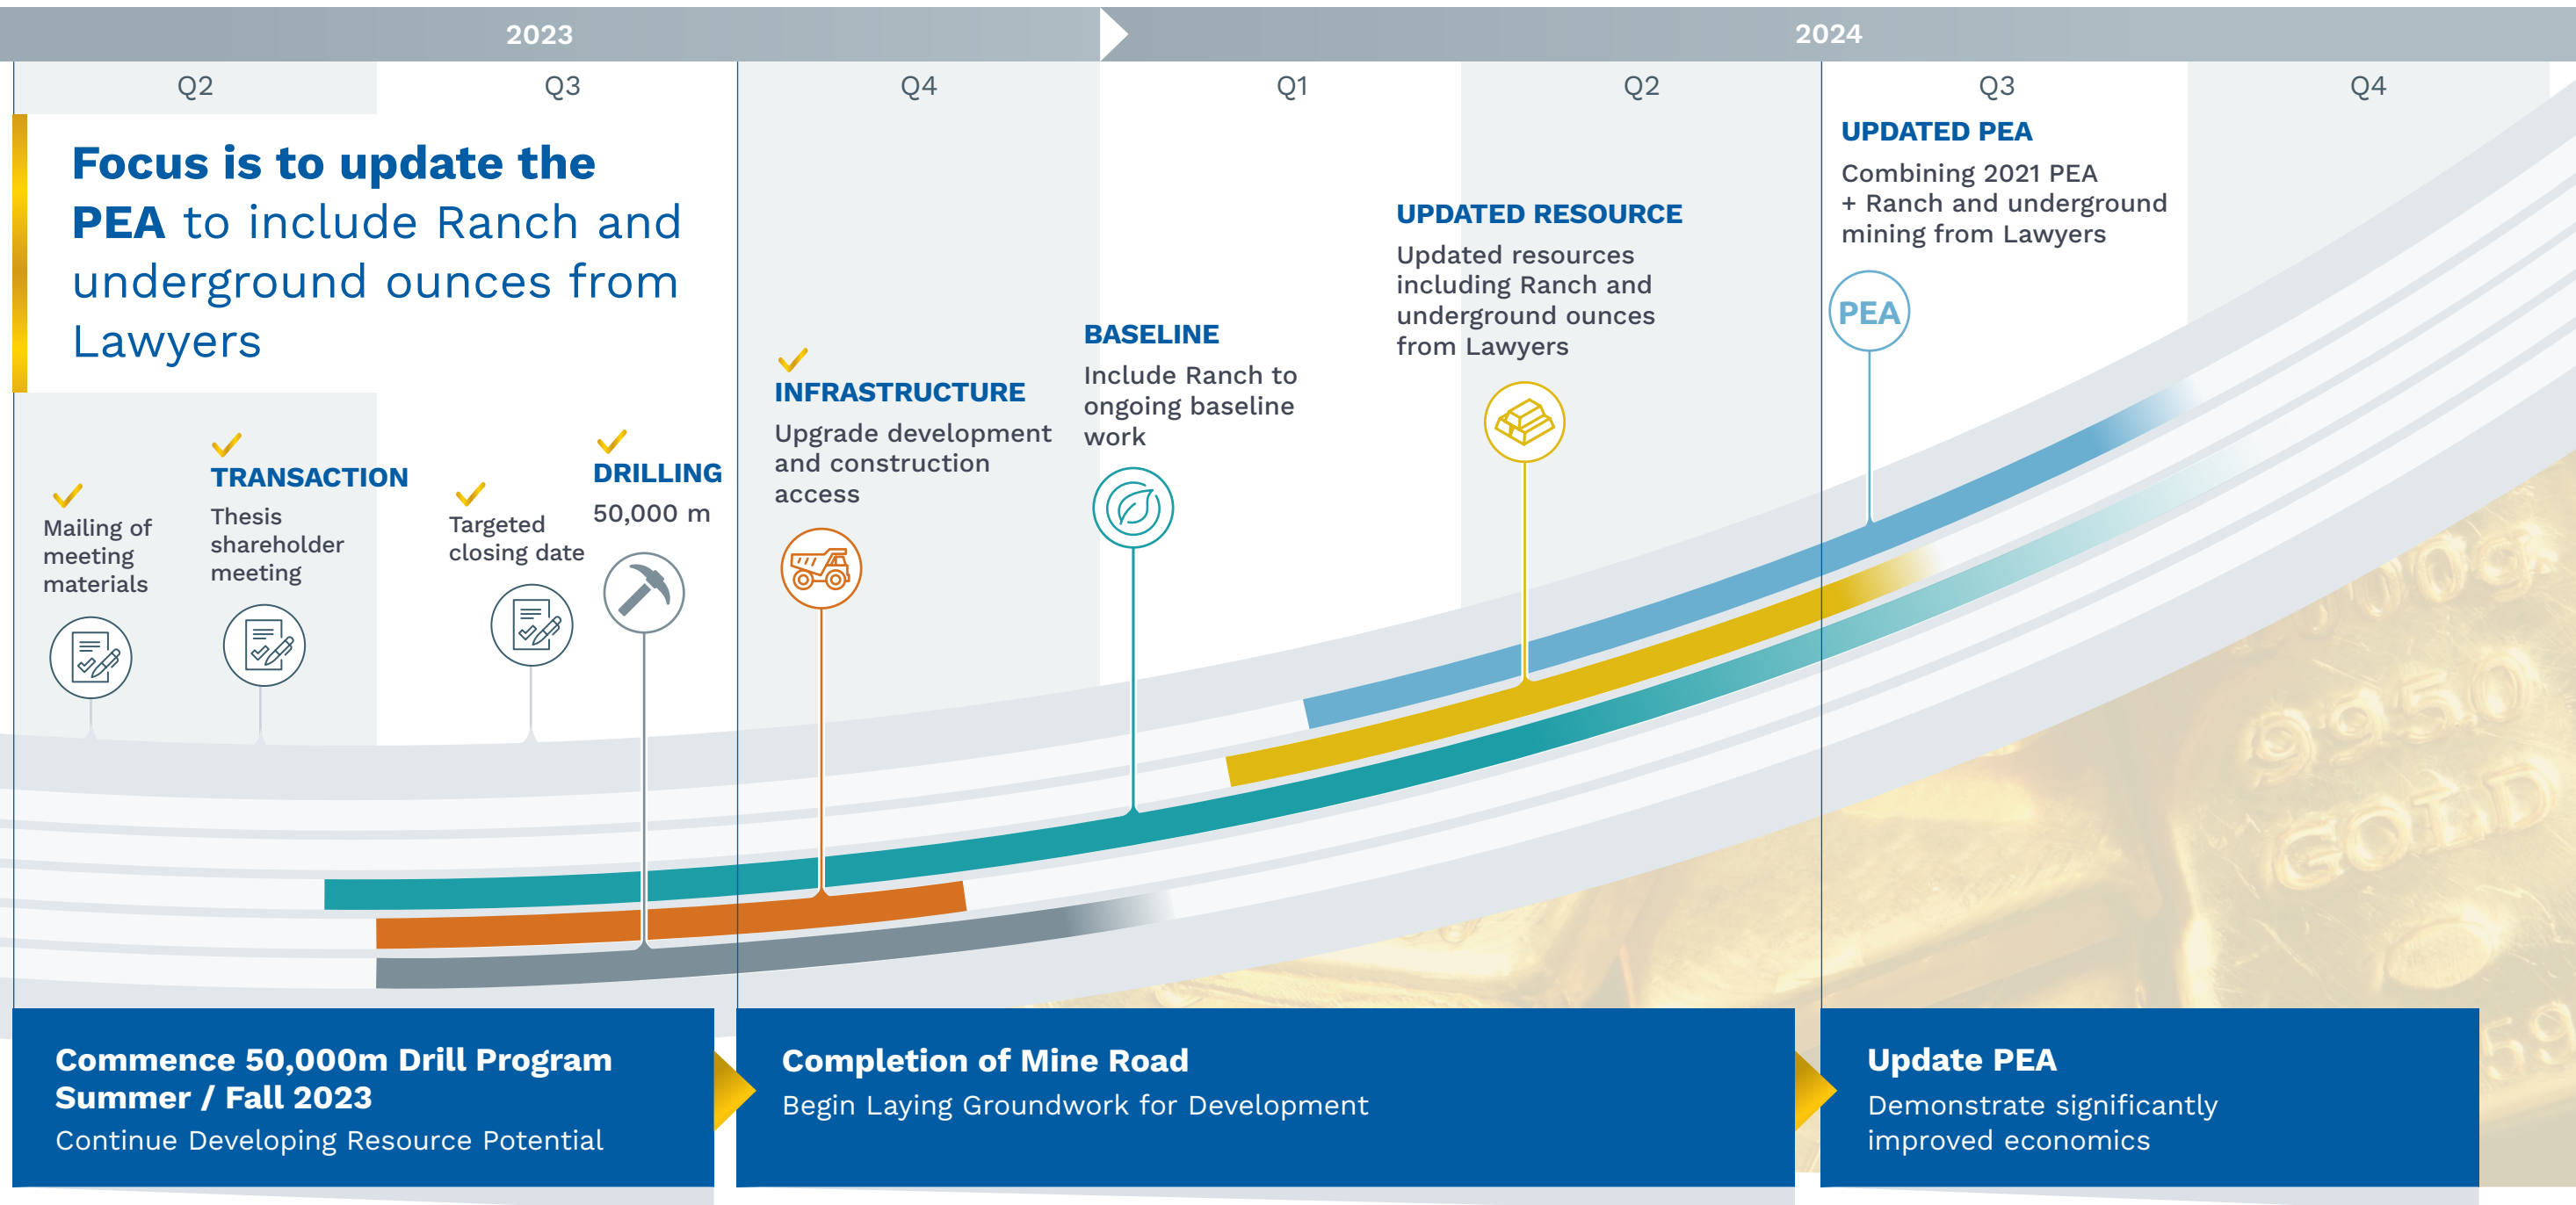 2023
2024
Q2
Q3
Q4
Q1
Q2
Q3
Q4
Focus is to update the
PEA to include Ranch and
underground ounces from
Lawyers
Mailing of
meeting
materials
TRANSACTION
Thesis
shareholder
meeting
Targeted
closing date
DRILLING
50,000 m
INFRASTRUCTURE
Upgrade development
and construction
access
BASELINE
Include Ranch to
ongoing baseline
work
UPDATED RESOURCE
Updated resources
including Ranch and
underground ounces
from Lawyers
UPDATED PEA
Combining 2021 PEA
+ Ranch and underground
mining from Lawyers
PEA
9950
GOLD
Commence 50,000m Drill Program
Summer / Fall 2023
Continue Developing Resource Potential
Completion of Mine Road
Begin Laying Groundwork for Development
Update PEA
Demonstrate significantly
improved economics